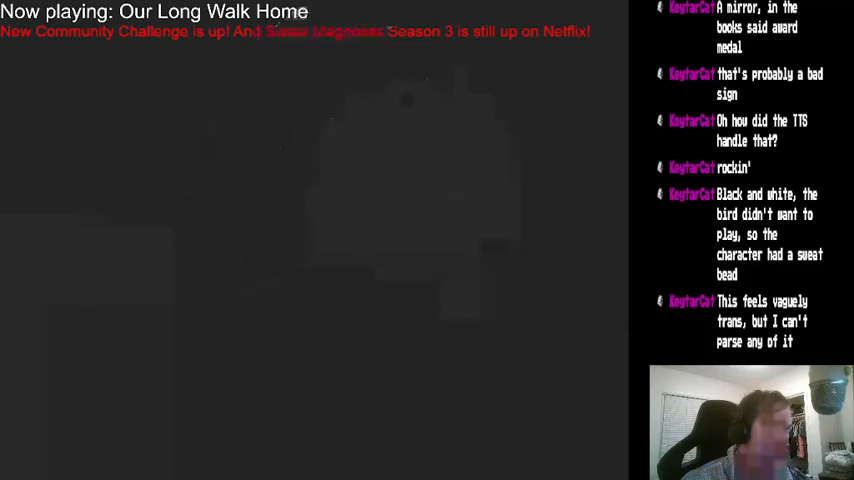 Now playing: Our Long Walk Home
New Community Challenge is up! And Sweet Magnolias Season 3 is still up on Netflix!
KeytarCat A mirror, in the
books said award
medal
KeytarCat that's probably a bad
sign
KeytarCat Oh how did the TTS
handle that?
KeytarCat rockin'
KeytarCat Black and white, the
bird didn't want to
play, so the
character had a sweat
bead
KeytarCat This feels vaguely
trans, but I can't
parse any of it